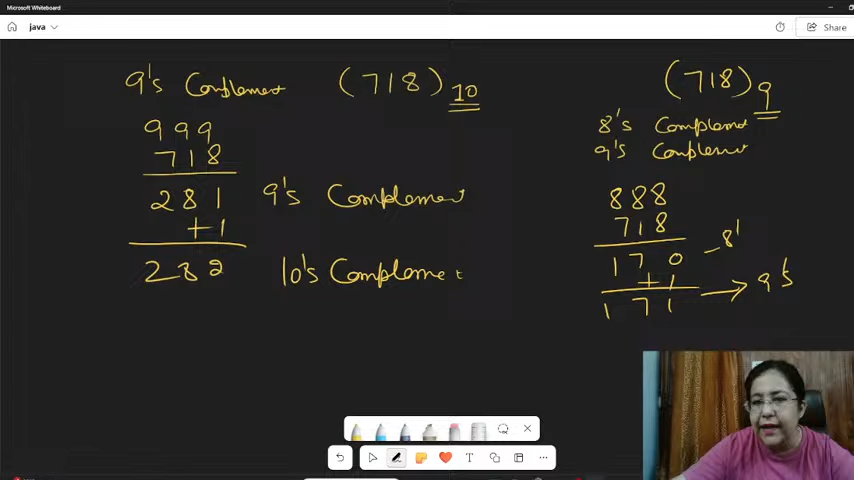 Microsoft Whiteboard
java
Share
9's Complement (718)10
999
718
281 9's Complement
+1
282 10's Complement
(718)9
8's Complement
9's Complement
888
718
170 – 8'
+1
171 → 9's
T